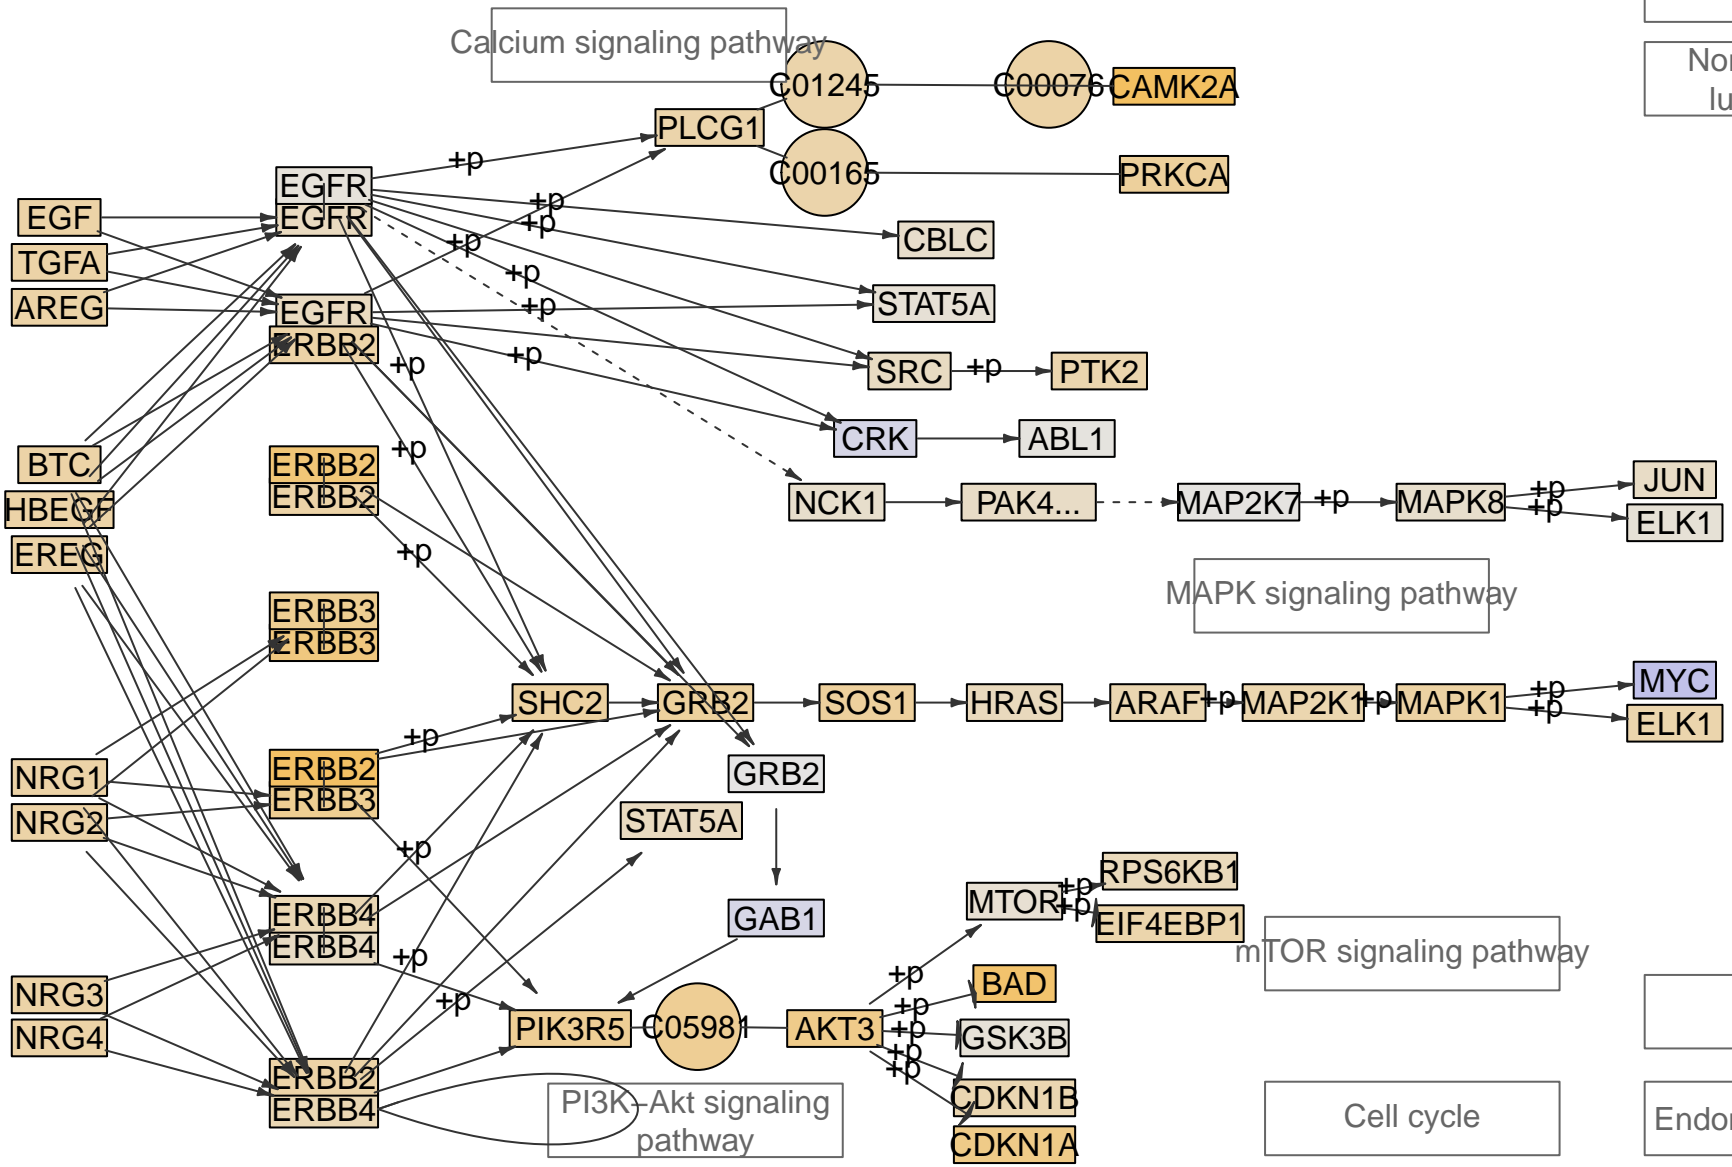 Calcium signaling pathway
C01245
C00076
CAMK2A
Nor
lu
PLCG1
+p
C00165
PRKCA
EGFR
EGFR
+p
+p
+p
EGF
TGFA
AREG
CBLC
+p
STAT5A
+p
EGFR
ERBB2
+p
+p
SRC
+p
PTK2
CRK
ABL1
+p
BTC
HBEGF
EREG
ERBB2
ERBB2
NCK1
PAK4...
MAP2K7
+p
MAPK8
+p
+p
JUN
ELK1
+p
MAPK signaling pathway
ERBB3
ERBB3
SHC2
GRB2
SOS1
HRAS
ARAF
+p
MAP2K1
+p
MAPK1
+p
+p
MYC
ELK1
+p
ERBB2
ERBB3
NRG1
NRG2
GRB2
STAT5A
+p
MTOR
+p
+p
RPS6KB1
EIF4EBP1
ERBB4
ERBB4
GAB1
mTOR signaling pathway
+p
+p
+p
BAD
NRG3
NRG4
PIK3R5
C05981
AKT3
+p
+p
+p
+p
GSK3B
ERBB2
ERBB4
PI3K−Akt signaling
pathway
CDKN1B
CDKN1A
Cell cycle
Endor